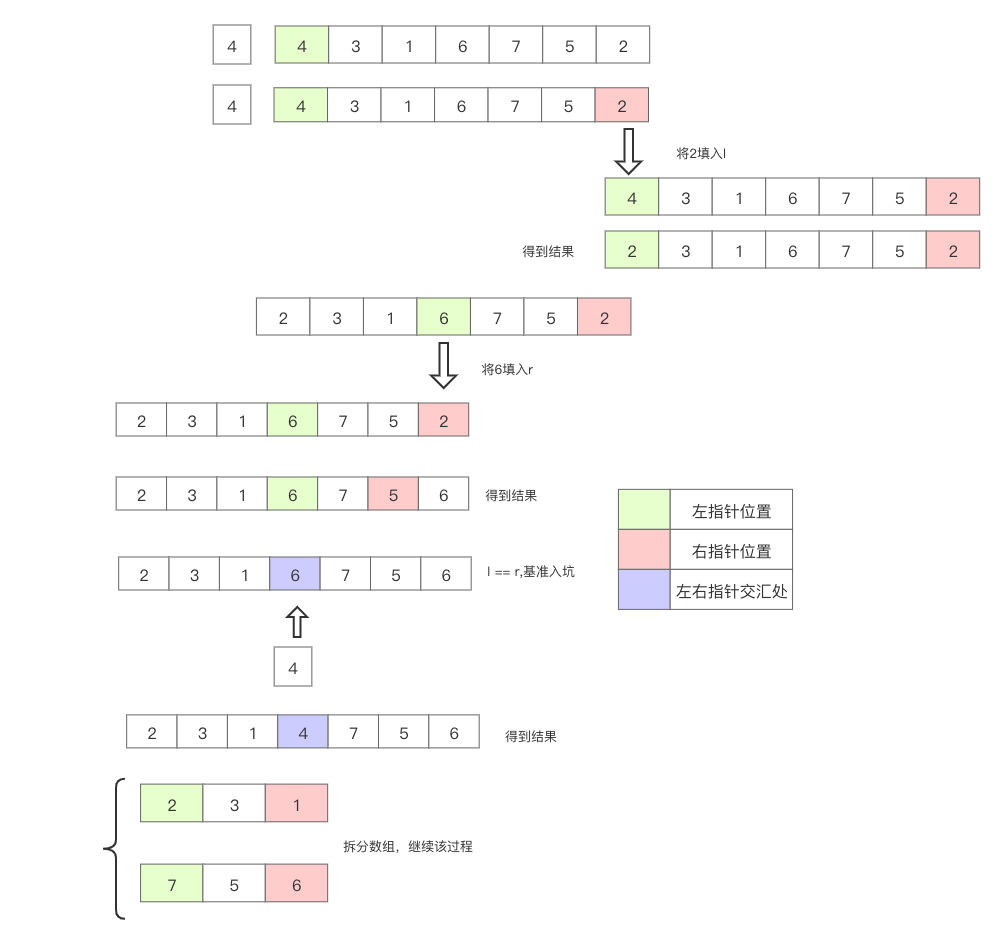 4 4 3 1 6 7 5 2
4 4 3 1 6 7 5 2
将2填入l
4 3 1 6 7 5 2
得到结果 2 3 1 6 7 5 2
2 3 1 6 7 5 2
将6填入r
2 3 1 6 7 5 2
2 3 1 6 7 5 6 得到结果
左指针位置
右指针位置
左右指针交汇处
2 3 1 6 7 5 6 l == r,基准入坑
4
2 3 1 4 7 5 6 得到结果
2 3 1
拆分数组，继续该过程
7 5 6